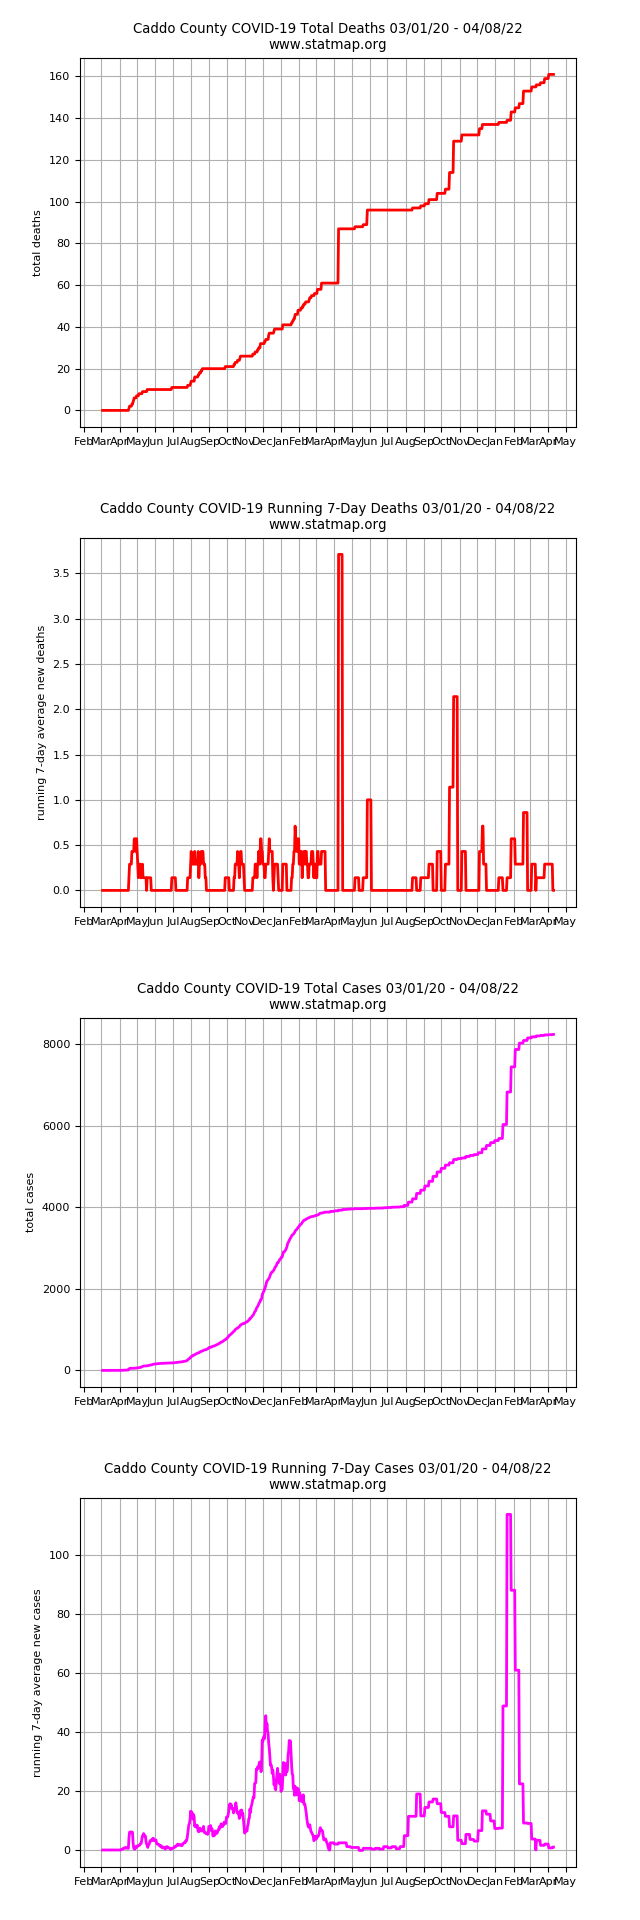 Caddo County COVID-19 Total Deaths 03/01/20 - 04/08/22
www.statmap.org
total deaths
160
140
120
100
80
60
40
20
0
Feb Mar Apr May Jun Jul Aug Sep Oct Nov Dec Jan Feb Mar Apr May Jun Jul Aug Sep Oct Nov Dec Jan Feb Mar Apr May
Caddo County COVID-19 Running 7-Day Deaths 03/01/20 - 04/08/22
www.statmap.org
running 7-day average new deaths
3.5
3.0
2.5
2.0
1.5
1.0
0.5
0.0
Feb Mar Apr May Jun Jul Aug Sep Oct Nov Dec Jan Feb Mar Apr May Jun Jul Aug Sep Oct Nov Dec Jan Feb Mar Apr May
Caddo County COVID-19 Total Cases 03/01/20 - 04/08/22
www.statmap.org
total cases
8000
6000
4000
2000
0
Feb Mar Apr May Jun Jul Aug Sep Oct Nov Dec Jan Feb Mar Apr May Jun Jul Aug Sep Oct Nov Dec Jan Feb Mar Apr May
Caddo County COVID-19 Running 7-Day Cases 03/01/20 - 04/08/22
www.statmap.org
running 7-day average new cases
100
80
60
40
20
0
Feb Mar Apr May Jun Jul Aug Sep Oct Nov Dec Jan Feb Mar Apr May Jun Jul Aug Sep Oct Nov Dec Jan Feb Mar Apr May